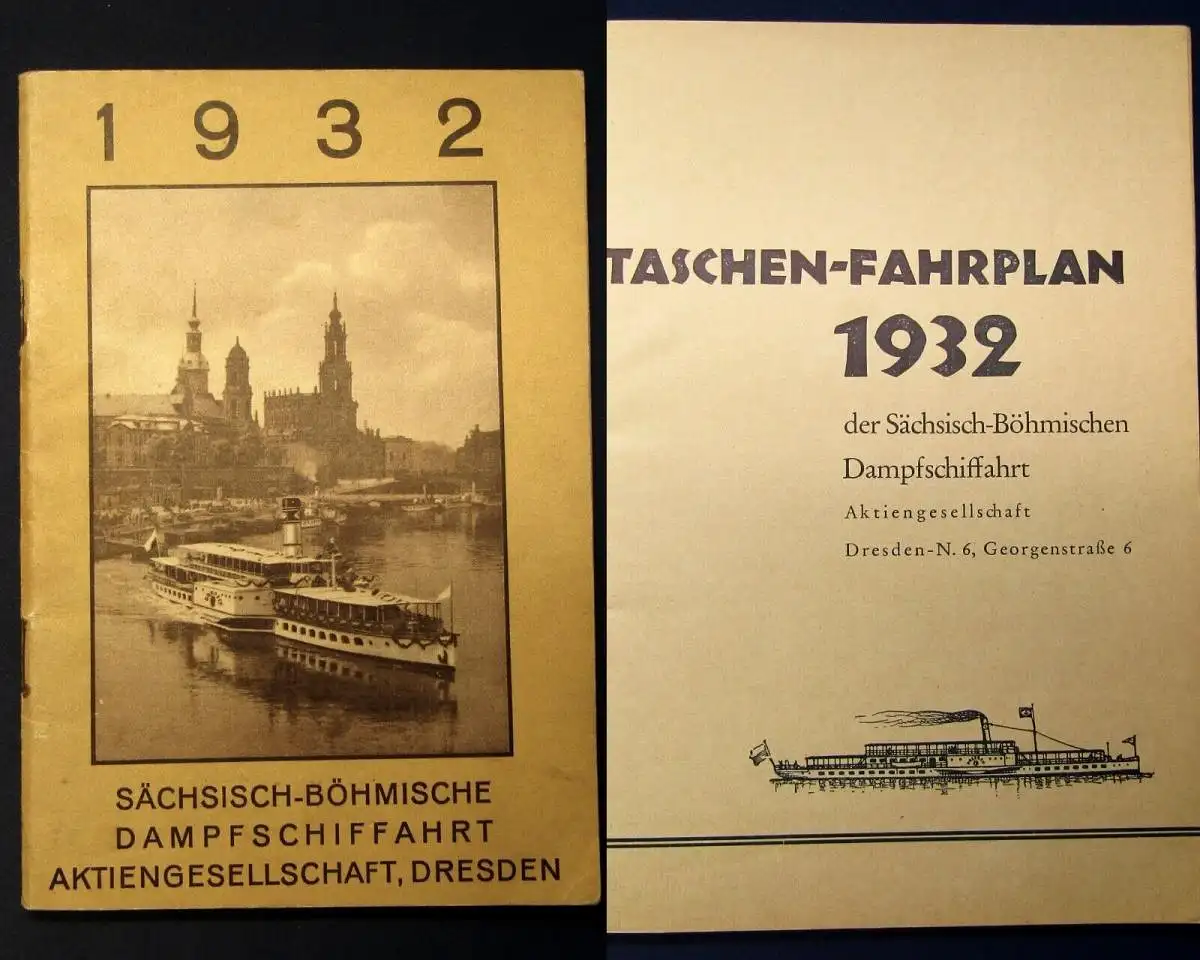 1932
SÄCHSISCH-BÖHMISCHE
DAMPFSCHIFFAHRT
AKTIENGESELLSCHAFT, DRESDEN
TASCHEN-FAHRPLAN
1932
der Sächsisch-Böhmischen
Dampfschiffahrt
Aktiengesellschaft
Dresden-N. 6, Georgenstraße 6